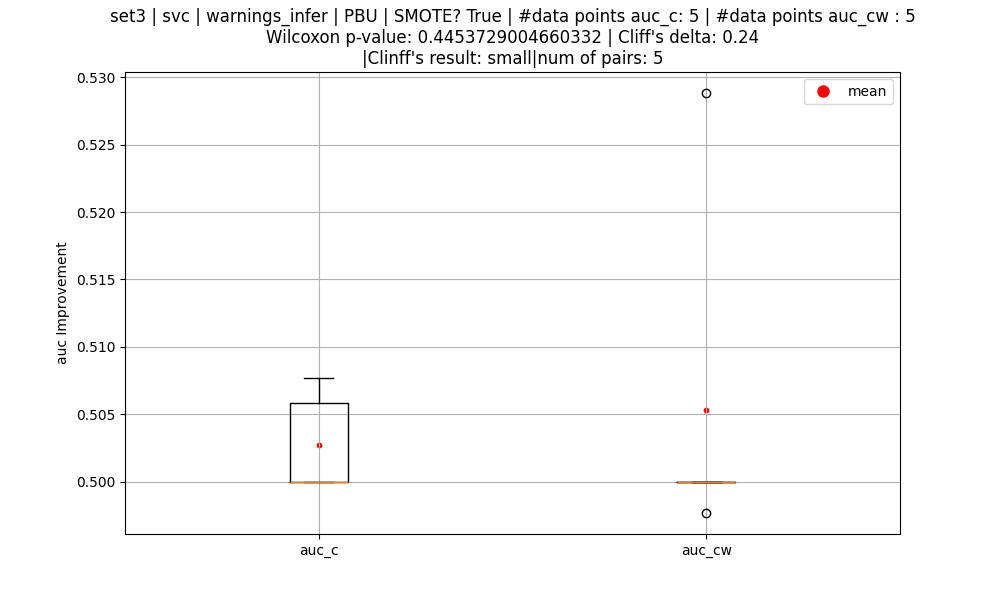 set3 | svc | warnings_infer | PBU | SMOTE? True | #data points auc_c: 5 | #data points auc_cw : 5
Wilcoxon p-value: 0.4453729004660332 | Cliff's delta: 0.24
|Clinff's result: small|num of pairs: 5
mean
0.530
0.525
0.520
0.515
0.510
0.505
0.500
auc Improvement
auc_c
auc_cw